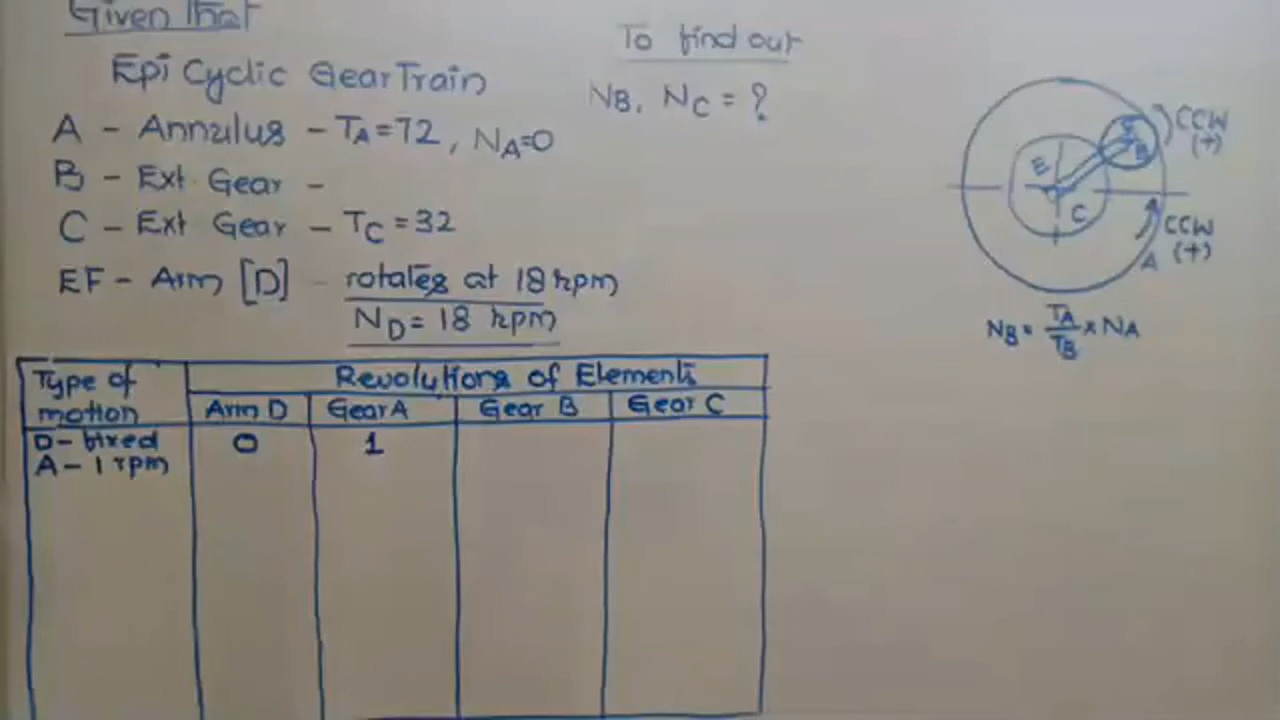 Given that
To find out
Epi Cyclic Gear Train
NB, NC = ?
A - Annulus - TA = 72, NA=0
B - Ext Gear -
C - Ext Gear - TC = 32
EF - Arm [D] - rotates at 18 rpm
ND = 18 rpm
CCW
(+)
F
B
E
C
CCW
(+)
A
NB = TA/TB x NA
Type of motion
Revolutions of Elements
Arm D
Gear A
Gear B
Gear C
D - fixed
A - 1 rpm
0
1